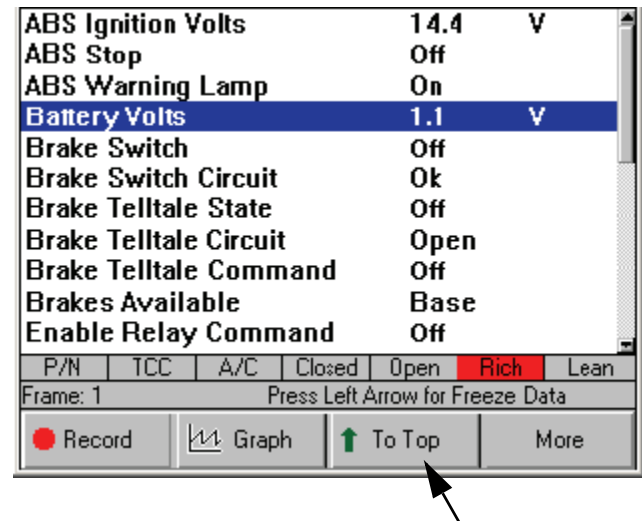 ABS Ignition Volts 14.4 V
ABS Stop Off
ABS Warning Lamp On
Battery Volts 1.1 V
Brake Switch Off
Brake Switch Circuit Ok
Brake Telltale State Off
Brake Telltale Circuit Open
Brake Telltale Command Off
Brakes Available Base
Enable Relay Command Off
P/N TCC A/C Closed Open Rich Lean
Frame: 1 Press Left Arrow for Freeze Data
Record Graph To Top More